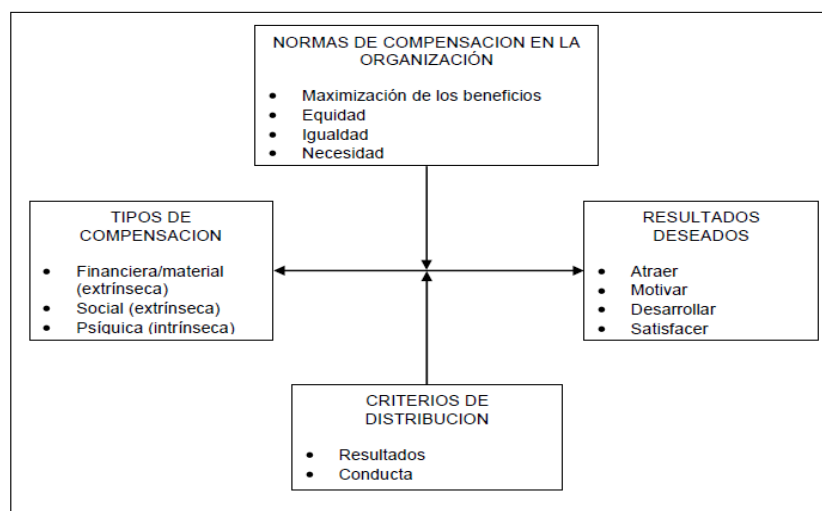 NORMAS DE COMPENSACION EN LA
ORGANIZACIÓN
• Maximización de los beneficios
• Equidad
• Igualdad
• Necesidad
TIPOS DE
COMPENSACION
• Financiera/material
(extrínseca)
• Social (extrínseca)
• Psíquica (intrínseca)
RESULTADOS
DESEADOS
• Atraer
• Motivar
• Desarrollar
• Satisfacer
CRITERIOS DE
DISTRIBUCION
• Resultados
• Conducta